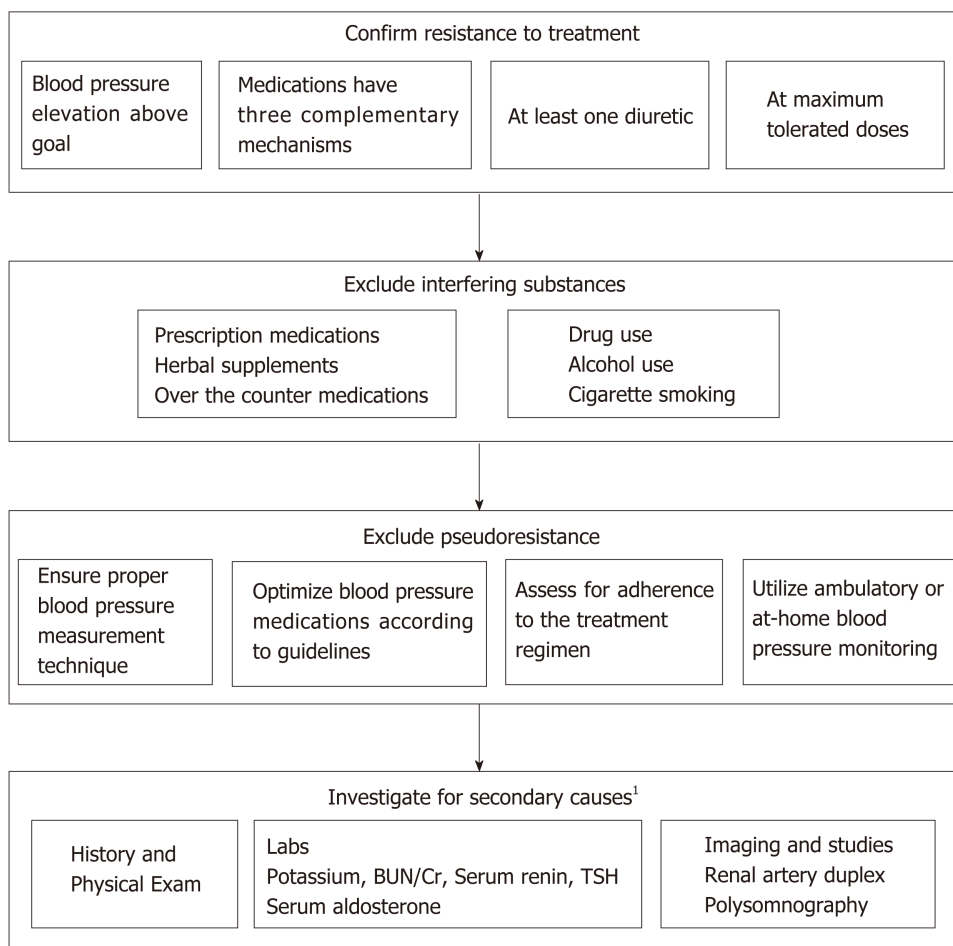 Confirm resistance to treatment
Blood pressure
elevation above
goal
Medications have
three complementary
mechanisms
At least one diuretic
At maximum
tolerated doses
Exclude interfering substances
Prescription medications
Herbal supplements
Over the counter medications
Drug use
Alcohol use
Cigarette smoking
Exclude pseudoresistance
Ensure proper
blood pressure
measurement
technique
Optimize blood pressure
medications according
to guidelines
Assess for adherence
to the treatment
regimen
Utilize ambulatory or
at-home blood
pressure monitoring
Investigate for secondary causes¹
History and
Physical Exam
Labs
Potassium, BUN/Cr, Serum renin, TSH
Serum aldosterone
Imaging and studies
Renal artery duplex
Polysomnography